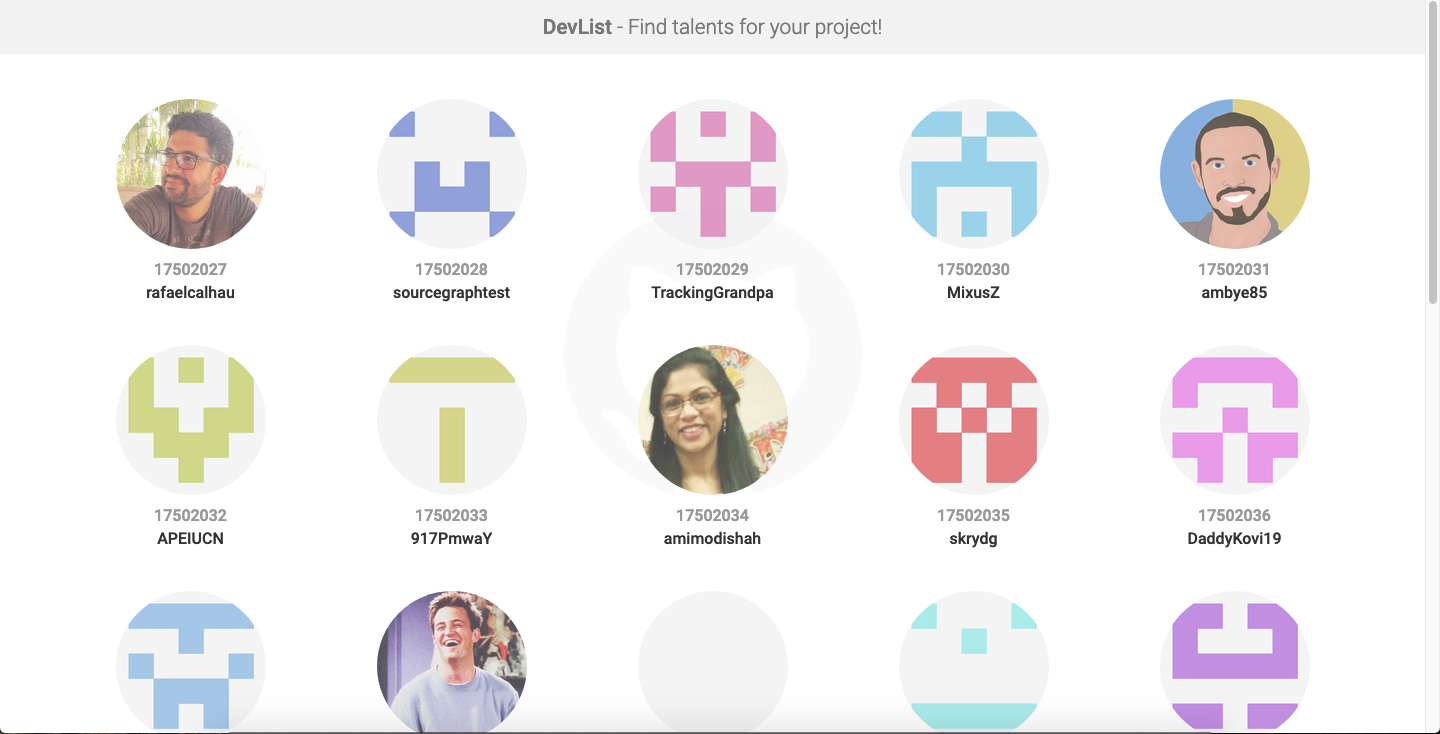 DevList - Find talents for your project!
17502027
rafaelcalhau
17502028
sourcegraphtest
17502029
TrackingGrandpa
17502030
MixusZ
17502031
ambye85
17502032
APEIUCN
17502033
917PmwaY
17502034
amimodishah
17502035
skrydg
17502036
DaddyKovi19